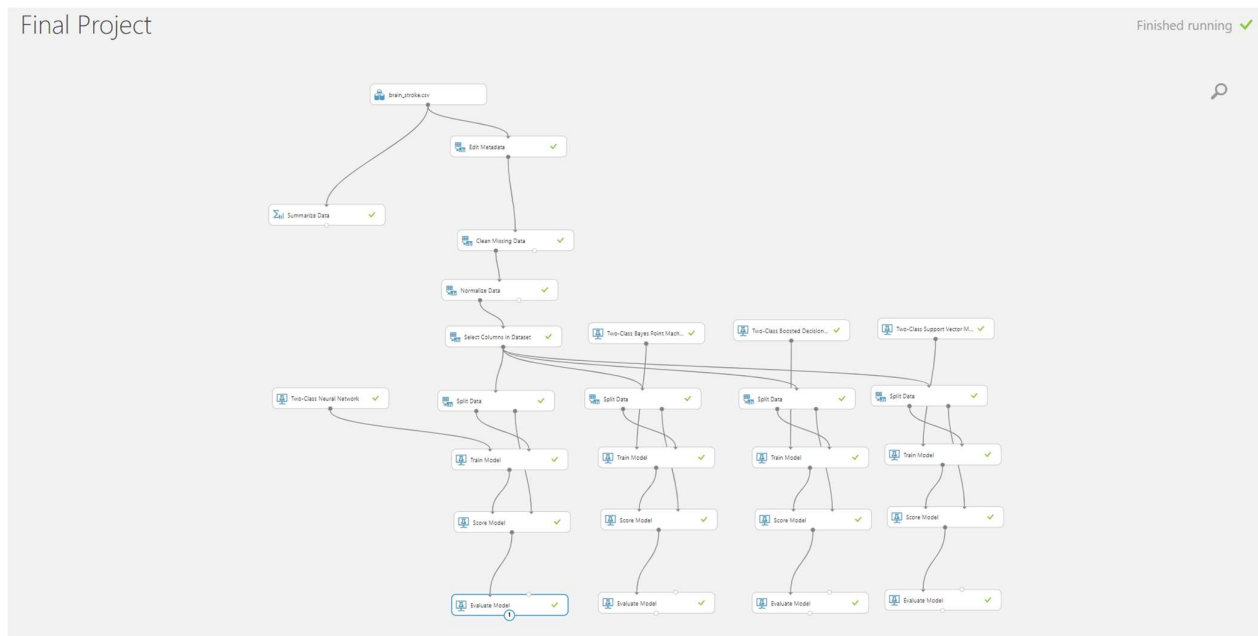 Final Project
Finished running
brain_stroke.csv
Edit Metadata
Summarize Data
Clean Missing Data
Normalize Data
Select Columns in Dataset
Two-Class Bayes Point Mach...
Two-Class Boosted Decision...
Two-Class Support Vector M...
Two-Class Neural Network
Split Data
Split Data
Split Data
Split Data
Train Model
Train Model
Train Model
Train Model
Score Model
Score Model
Score Model
Score Model
Evaluate Model
Evaluate Model
Evaluate Model
Evaluate Model
1